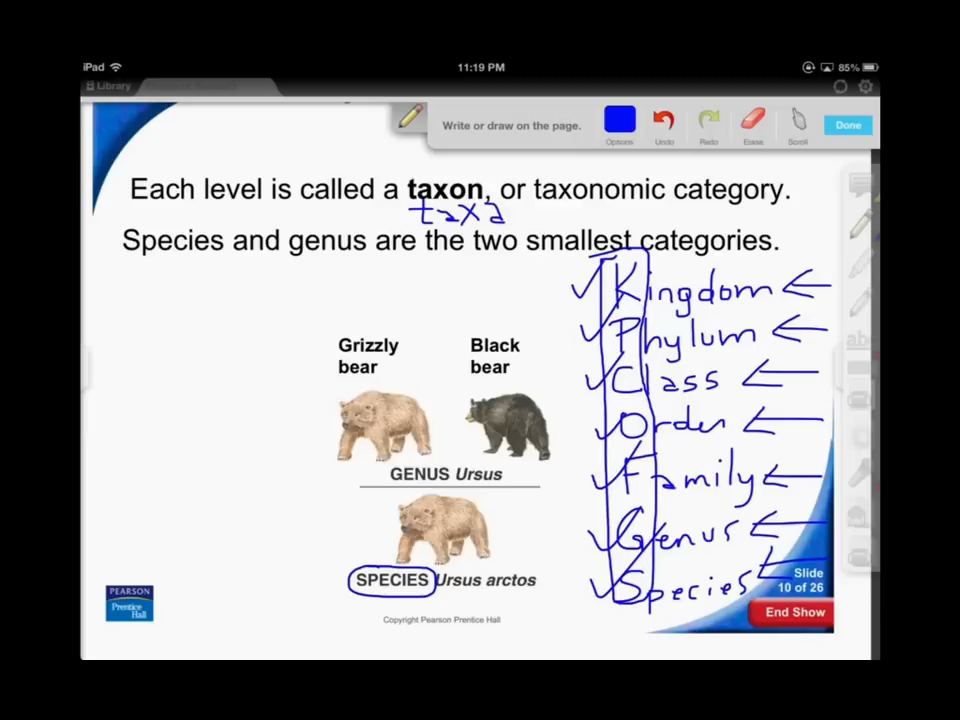 iPad
11:19 PM
85%
Library
Write or draw on the page.
Options
Undo
Redo
Erase
Scroll
Done
Each level is called a taxon, or taxonomic category.
taxa
Species and genus are the two smallest categories.
Kingdom
Phylum
Class
Order
Family
Genus
Species
Grizzly bear
Black bear
GENUS Ursus
SPECIES Ursus arctos
PEARSON
Prentice Hall
Copyright Pearson Prentice Hall
Slide
10 of 26
End Show